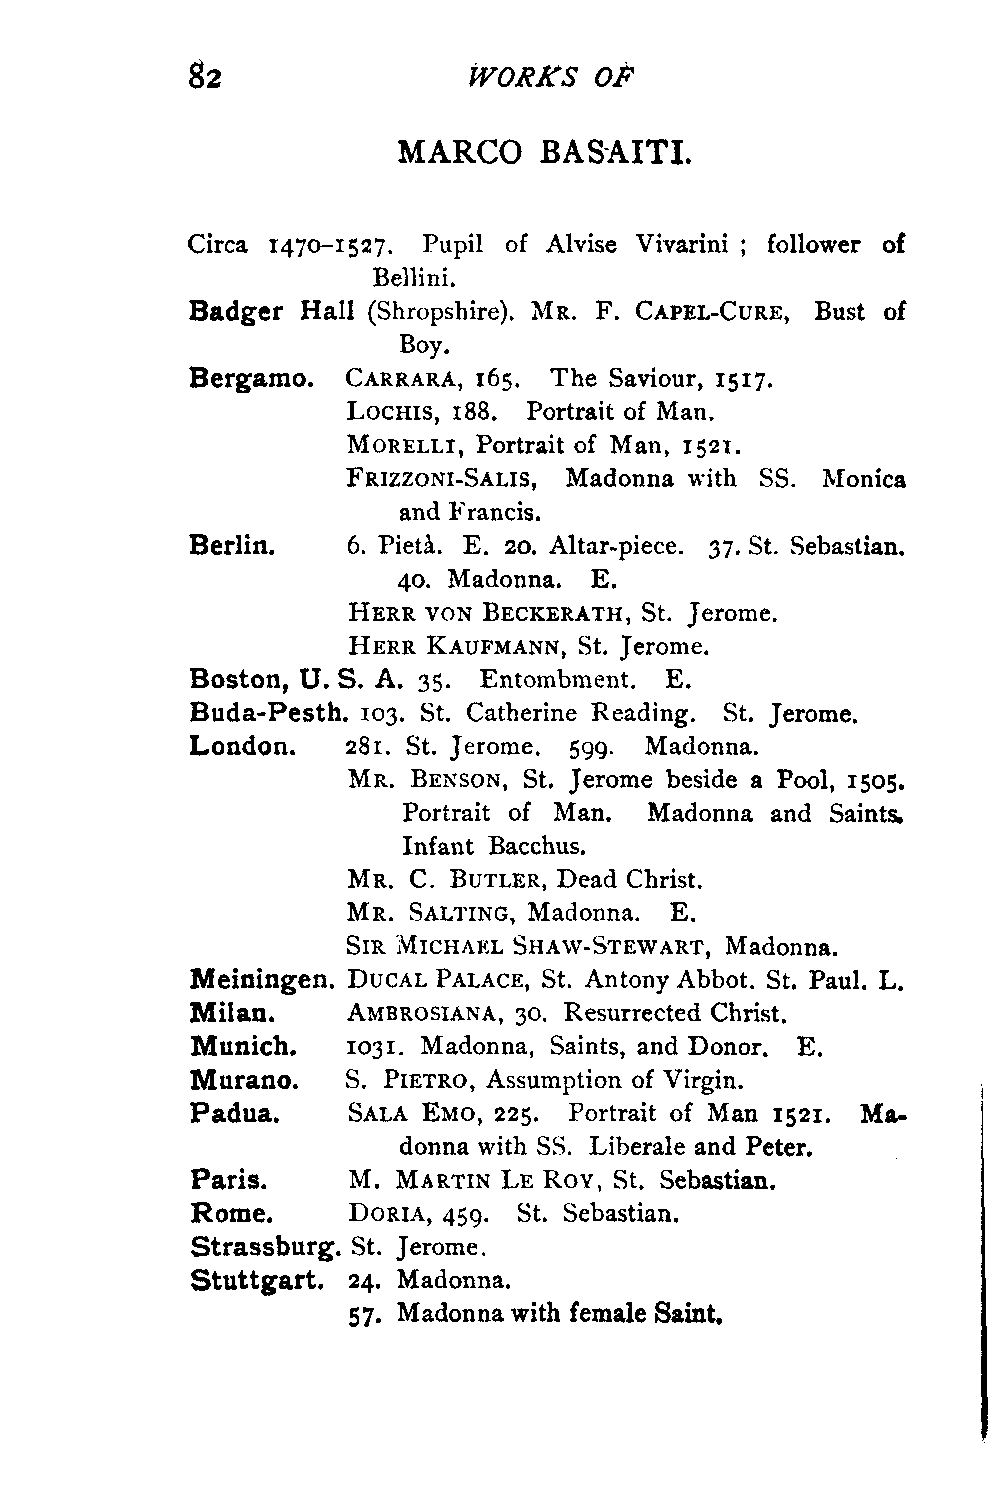 82 WORKS OF
MARCO BASAITI.
Circa 1470–1527. Pupil of Alvise Vivarini ; follower of
Bellini.
Badger Hall (Shropshire). MR. F. CAPEL-CURE, Bust of
Boy.
Bergamo. CARRARA, 165. The Saviour, 1517.
LOCHIS, 188. Portrait of Man.
MORELLI, Portrait of Man, 1521.
FRIZZONI-SALIS, Madonna with SS. Monica
and Francis.
Berlin. 6. Pietà. E. 20. Altar-piece. 37. St. Sebastian.
40. Madonna. E.
HERR VON BECKERATH, St. Jerome.
HERR KAUFMANN, St. Jerome.
Boston, U. S. A. 35. Entombment. E.
Buda-Pesth. 103. St. Catherine Reading. St. Jerome.
London. 281. St. Jerome. 599. Madonna.
MR. BENSON, St. Jerome beside a Pool, 1505.
Portrait of Man. Madonna and Saints.
Infant Bacchus.
MR. C. BUTLER, Dead Christ.
MR. SALTING, Madonna. E.
SIR MICHAEL SHAW-STEWART, Madonna.
Meiningen. DUCAL PALACE, St. Antony Abbot. St. Paul. L.
Milan. AMBROSIANA, 30. Resurrected Christ.
Munich. 1031. Madonna, Saints, and Donor. E.
Murano. S. PIETRO, Assumption of Virgin.
Padua. SALA EMO, 225. Portrait of Man 1521. Ma-
donna with SS. Liberale and Peter.
Paris. M. MARTIN LE ROY, St. Sebastian.
Rome. DORIA, 459. St. Sebastian.
Strassburg. St. Jerome.
Stuttgart. 24. Madonna.
57. Madonna with female Saint.